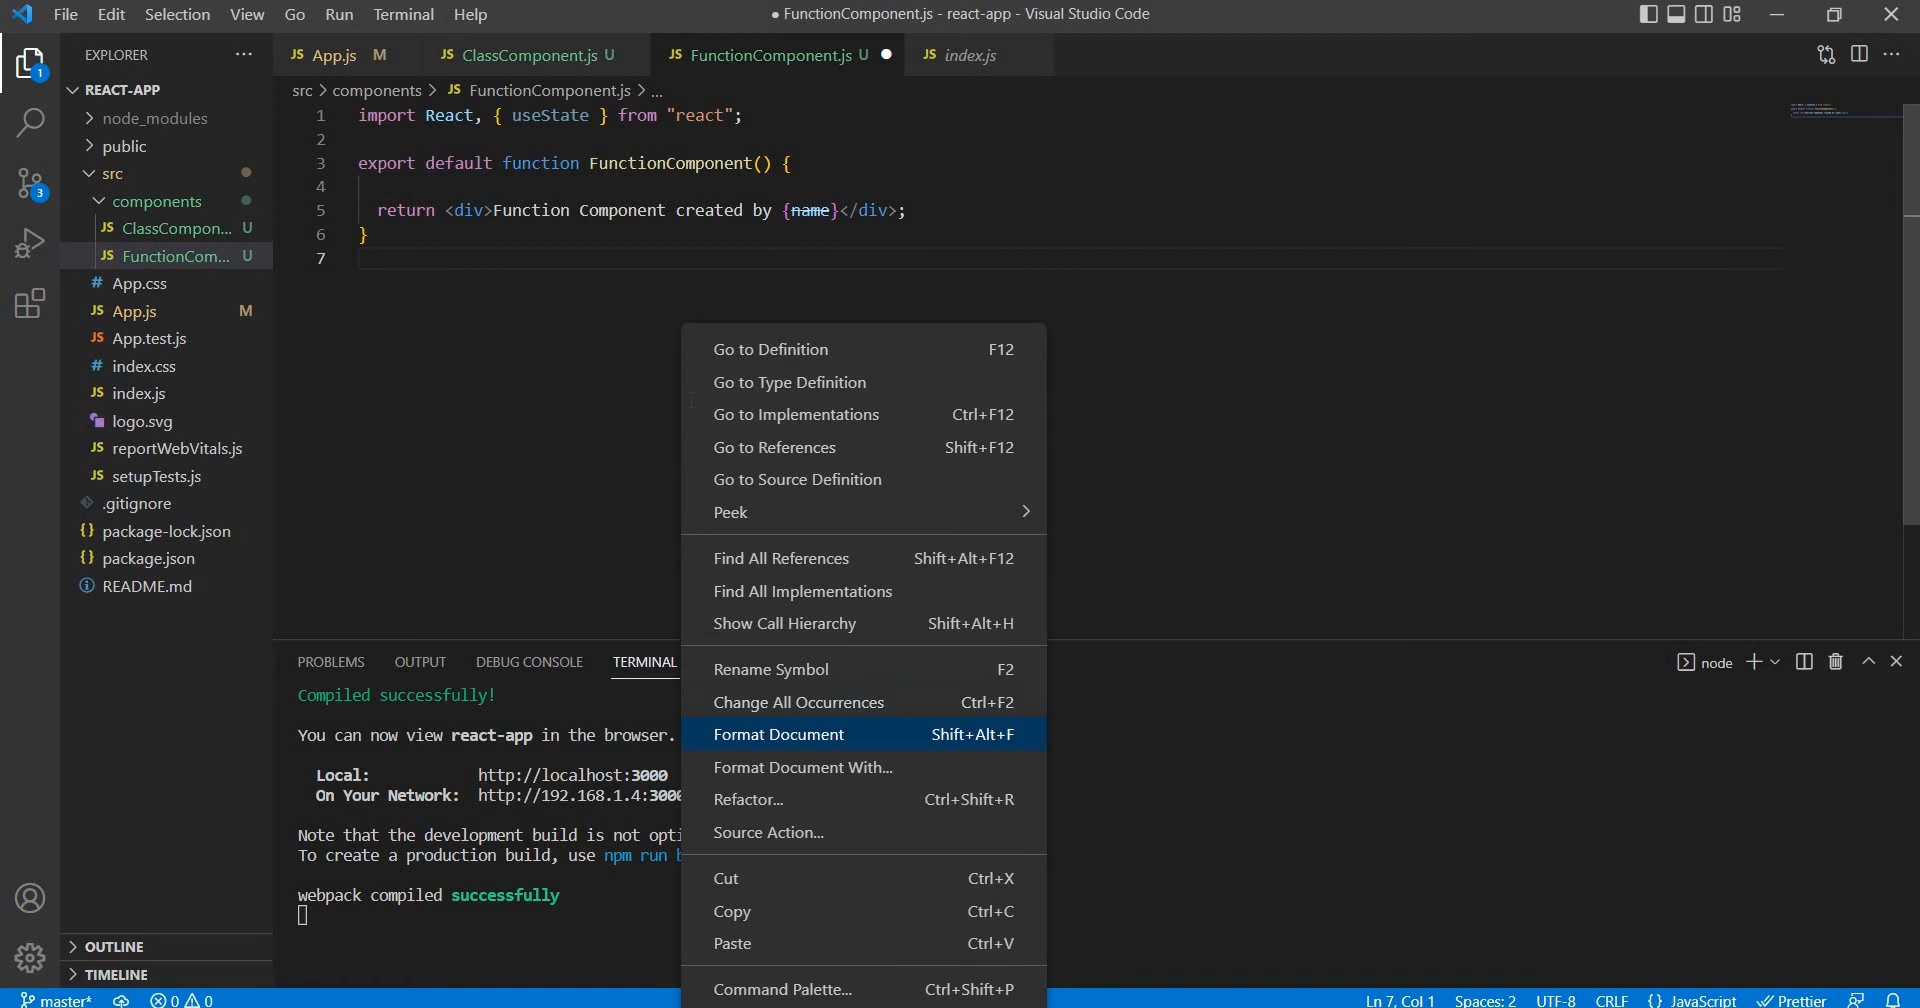 File Edit Selection View Go Run Terminal Help
● FunctionComponent.js - react-app - Visual Studio Code
EXPLORER
App.js M
ClassComponent.js U
FunctionComponent.js U
index.js
REACT-APP
node_modules
public
src
components
ClassCompon... U
FunctionCom... U
App.css
App.js M
App.test.js
index.css
index.js
logo.svg
reportWebVitals.js
setupTests.js
.gitignore
package-lock.json
package.json
README.md
OUTLINE
TIMELINE
1
3
src > components > JS FunctionComponent.js > ...
1 import React, { useState } from "react";
2
3 export default function FunctionComponent() {
4
5 return <div>Function Component created by {name}</div>;
6 }
7
Go to Definition F12
Go to Type Definition
Go to Implementations Ctrl+F12
Go to References Shift+F12
Go to Source Definition
Peek
Find All References Shift+Alt+F12
Find All Implementations
Show Call Hierarchy Shift+Alt+H
Rename Symbol F2
Change All Occurrences Ctrl+F2
Format Document Shift+Alt+F
Format Document With...
Refactor... Ctrl+Shift+R
Source Action...
Cut Ctrl+X
Copy Ctrl+C
Paste Ctrl+V
Command Palette... Ctrl+Shift+P
PROBLEMS OUTPUT DEBUG CONSOLE TERMINAL
node
Compiled successfully!
You can now view react-app in the browser.
Local: http://localhost:3000
On Your Network: http://192.168.1.4:3000
Note that the development build is not opti
To create a production build, use npm run b
webpack compiled successfully
master* 0 0
Ln 7, Col 1 Spaces: 2 UTF-8 CRLF {} JavaScript Prettier